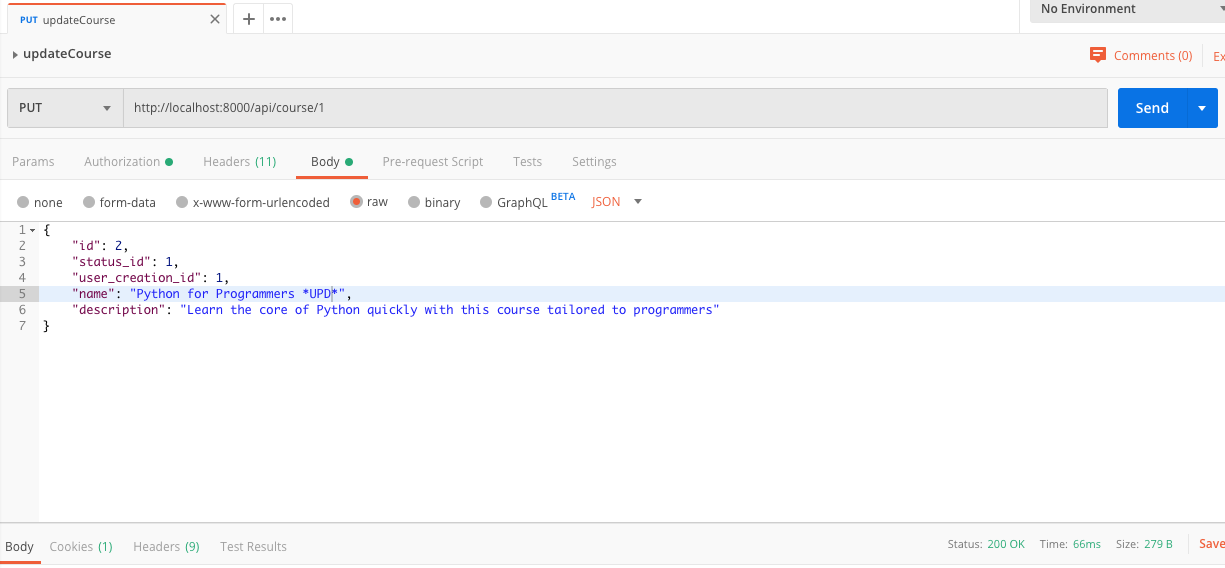 PUT updateCourse
No Environment
updateCourse
Comments (0)
Ex
PUT
http://localhost:8000/api/course/1
Send
Params Authorization Headers (11) Body Pre-request Script Tests Settings
none form-data x-www-form-urlencoded raw binary GraphQL BETA JSON
1 {
2 "id": 2,
3 "status_id": 1,
4 "user_creation_id": 1,
5 "name": "Python for Programmers *UPD*",
6 "description": "Learn the core of Python quickly with this course tailored to programmers"
7 }
Body Cookies (1) Headers (9) Test Results Status: 200 OK Time: 66ms Size: 279 B Save